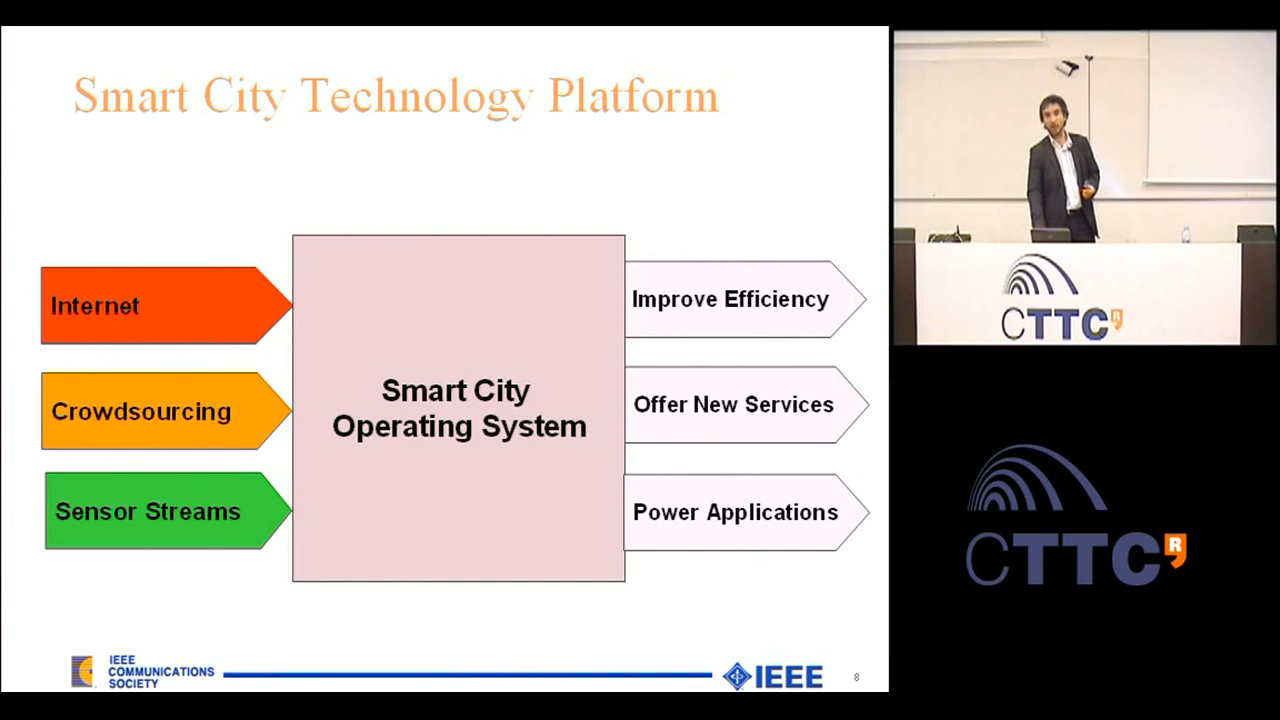 Smart City Technology Platform
Internet
Crowdsourcing
Sensor Streams
Smart City
Operating System
Improve Efficiency
Offer New Services
Power Applications
IEEE
COMMUNICATIONS
SOCIETY
IEEE
8
CTTC
R
CTTC
R